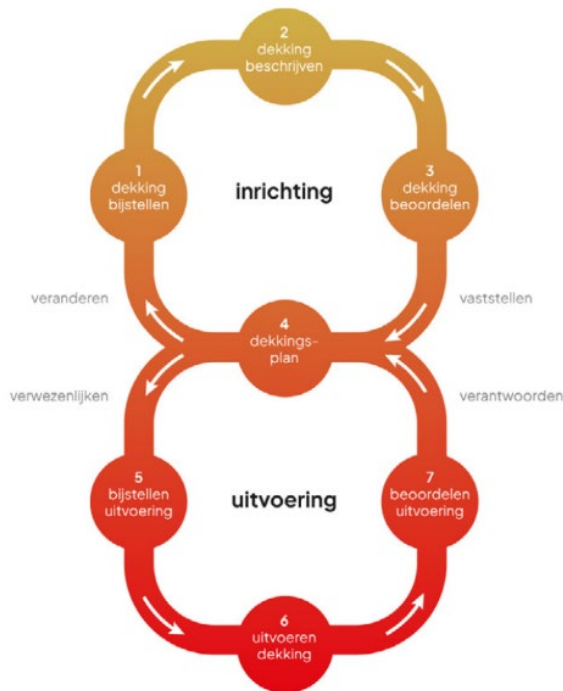 2
dekking
beschrijven
1
dekking
bijstellen
inrichting
3
dekking
beoordelen
veranderen
vaststellen
4
dekkings-
plan
verwezenlijken
verantwoorden
5
bijstellen
uitvoering
uitvoering
7
beoordelen
uitvoering
6
uitvoeren
dekking